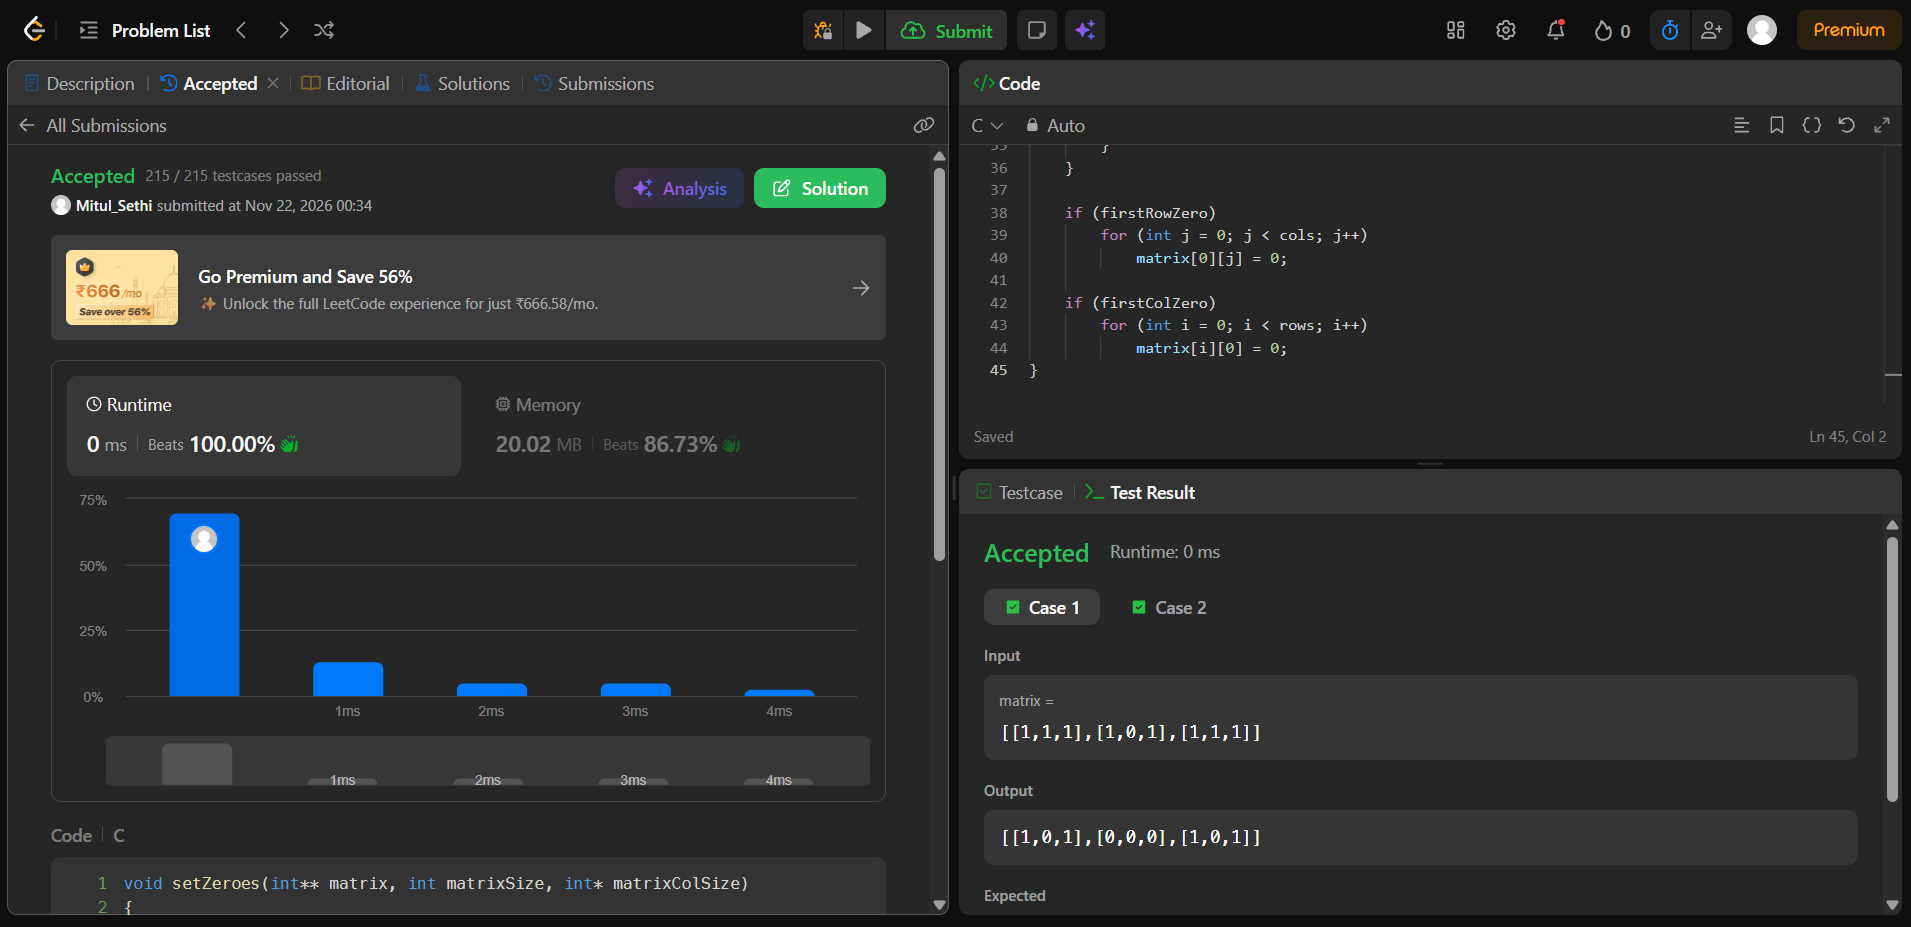 Problem List
Submit
0
Premium
Description
Accepted
Editorial
Solutions
Submissions
All Submissions
Accepted 215 / 215 testcases passed
Mitul_Sethi submitted at Nov 22, 2026 00:34
Analysis
Solution
₹666/mo
Save over 56%
Go Premium and Save 56%
Unlock the full LeetCode experience for just ₹666.58/mo.
Runtime
0 ms Beats 100.00%
Memory
20.02 MB Beats 86.73%
75%
50%
25%
0%
1ms 2ms 3ms 4ms
1ms 2ms 3ms 4ms
Code C
1 void setZeroes(int** matrix, int matrixSize, int* matrixColSize)
2 {
</> Code
C Auto
35 }
36 }
37
38 if (firstRowZero)
39 for (int j = 0; j < cols; j++)
40 matrix[0][j] = 0;
41
42 if (firstColZero)
43 for (int i = 0; i < rows; i++)
44 matrix[i][0] = 0;
45 }
Saved
Ln 45, Col 2
Testcase
Test Result
Accepted Runtime: 0 ms
Case 1 Case 2
Input
matrix =
[[1,1,1],[1,0,1],[1,1,1]]
Output
[[1,0,1],[0,0,0],[1,0,1]]
Expected